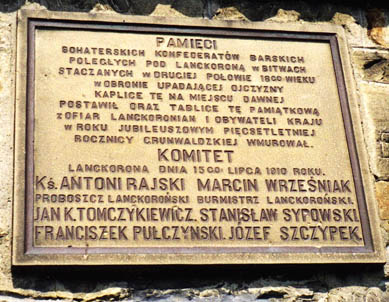 PAMIĘCI
BOHATERSKICH KONFEDERATÓW BARSKICH
POLEGŁYCH POD LANCKORONĄ W BITWACH
STACZANYCH W DRUGIEJ POŁOWIE 18GO WIEKU
W OBRONIE UPADAJĄCEJ OJCZYZNY
KAPLICĘ TĘ NA MIEJSCU DAWNEJ
POSTAWIŁ ORAZ TABLICĘ TĘ PAMIĄTKOWĄ
Z OFIAR LANCKORONIAN I OBYWATELI KRAJU
W ROKU JUBILEUSZOWYM PIĘĆSETLETNIEJ
ROCZNICY GRUNWALDZKIEJ WMUROWAŁ.
KOMITET
LANCKORONA DNIA 15GO LIPCA 1910 ROKU.
KŚ. ANTONI RAJSKI MARCIN WRZEŚNIAK
PROBOSZCZ LANCKOROŃSKI BURMISTRZ LANCKOROŃSKI.
JAN K. TOMCZYKIEWICZ. STANISŁAW SYPOWSKI.
FRANCISZEK PULCZYNSKI. JÓZEF SZCZYPEK.